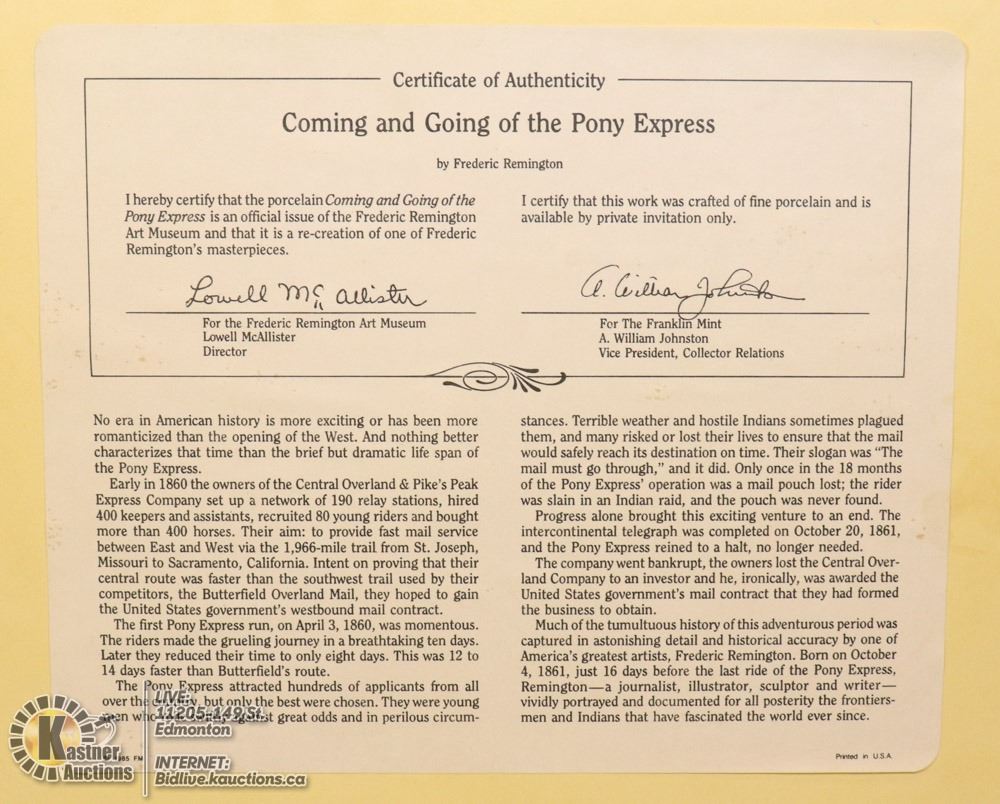 Certificate of Authenticity
Coming and Going of the Pony Express
by Frederic Remington
I hereby certify that the porcelain Coming and Going of the
Pony Express is an official issue of the Frederic Remington
Art Museum and that it is a re-creation of one of Frederic
Remington's masterpieces.
Lowell McAllister
For the Frederic Remington Art Museum
Lowell McAllister
Director
I certify that this work was crafted of fine porcelain and is
available by private invitation only.
A. William Johnston
For The Franklin Mint
A. William Johnston
Vice President, Collector Relations
No era in American history is more exciting or has been more
romanticized than the opening of the West. And nothing better
characterizes that time than the brief but dramatic life span of
the Pony Express.
Early in 1860 the owners of the Central Overland & Pike's Peak
Express Company set up a network of 190 relay stations, hired
400 keepers and assistants, recruited 80 young riders and bought
more than 400 horses. Their aim: to provide fast mail service
between East and West via the 1,966-mile trail from St. Joseph,
Missouri to Sacramento, California. Intent on proving that their
central route was faster than the southwest trail used by their
competitors, the Butterfield Overland Mail, they hoped to gain
the United States government's westbound mail contract.
The first Pony Express run, on April 3, 1860, was momentous.
The riders made the grueling journey in a breathtaking ten days.
Later they reduced their time to only eight days. This was 12 to
14 days faster than Butterfield's route.
The Pony Express attracted hundreds of applicants from all
over the but only the best were chosen. They were young
men who against great odds and in perilous circum-
stances. Terrible weather and hostile Indians sometimes plagued
them, and many risked or lost their lives to ensure that the mail
would safely reach its destination on time. Their slogan was "The
mail must go through," and it did. Only once in the 18 months
of the Pony Express' operation was a mail pouch lost; the rider
was slain in an Indian raid, and the pouch was never found.
Progress alone brought this exciting venture to an end. The
intercontinental telegraph was completed on October 20, 1861,
and the Pony Express reined to a halt, no longer needed.
The company went bankrupt, the owners lost the Central Over-
land Company to an investor and he, ironically, was awarded the
United States government's mail contract that they had formed
the business to obtain.
Much of the tumultuous history of this adventurous period was
captured in astonishing detail and historical accuracy by one of
America's greatest artists, Frederic Remington. Born on October
4, 1861, just 16 days before the last ride of the Pony Express,
Remington—a journalist, illustrator, sculptor and writer—
vividly portrayed and documented for all posterity the frontiers-
men and Indians that have fascinated the world ever since.
FM
Printed in U.S.A.
Kastner
Auctions
LIVE:
11205-149 St.
Edmonton
INTERNET:
Bidlive.kauctions.ca